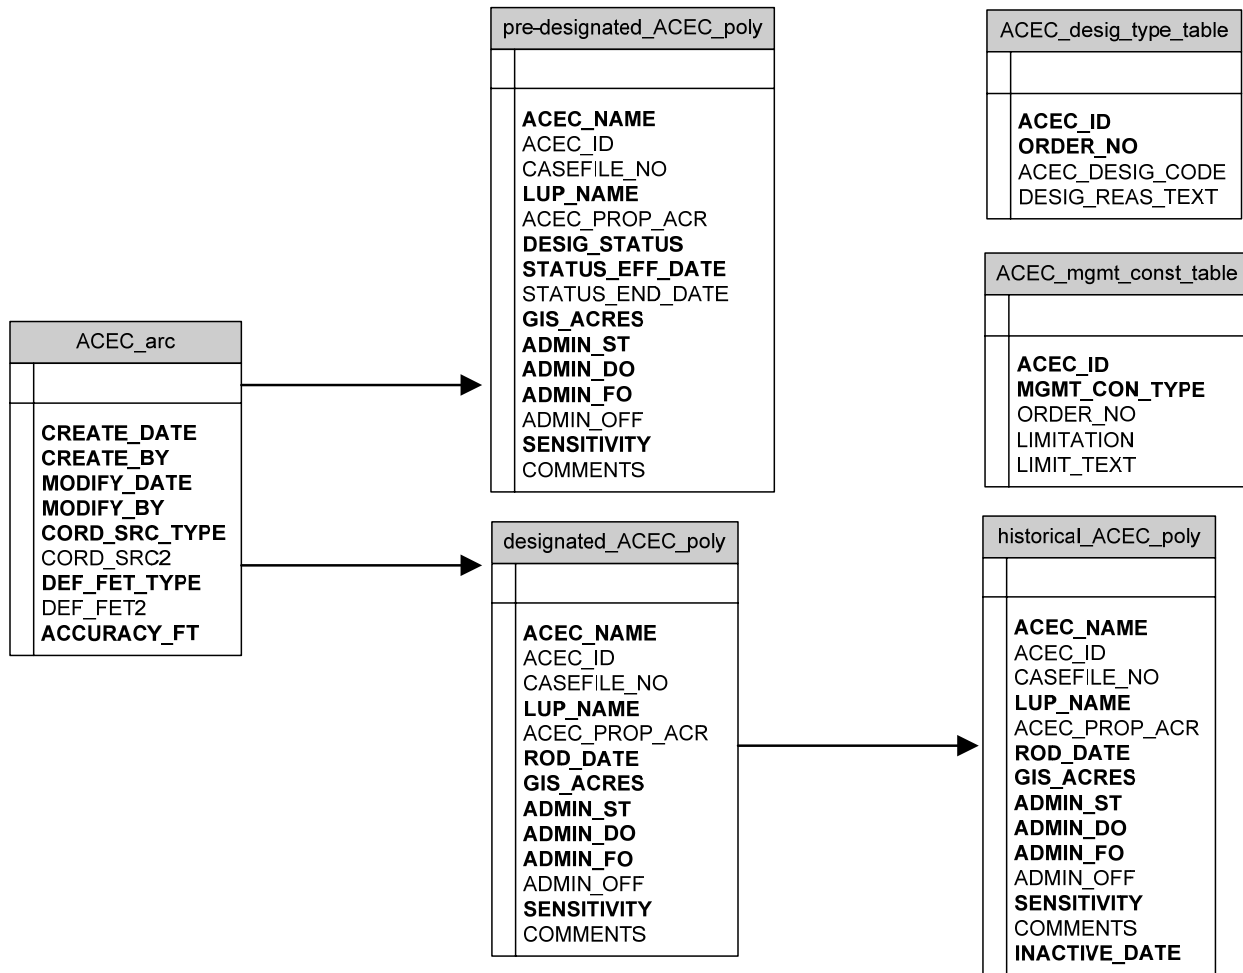 pre-designated_ACEC_poly
ACEC_NAME
ACEC_ID
CASEFILE_NO
LUP_NAME
ACEC_PROP_ACR
DESIG_STATUS
STATUS_EFF_DATE
STATUS_END_DATE
GIS_ACRES
ADMIN_ST
ADMIN_DO
ADMIN_FO
ADMIN_OFF
SENSITIVITY
COMMENTS
ACEC_desig_type_table
ACEC_ID
ORDER_NO
ACEC_DESIG_CODE
DESIG_REAS_TEXT
ACEC_mgmt_const_table
ACEC_ID
MGMT_CON_TYPE
ORDER_NO
LIMITATION
LIMIT_TEXT
ACEC_arc
CREATE_DATE
CREATE_BY
MODIFY_DATE
MODIFY_BY
CORD_SRC_TYPE
CORD_SRC2
DEF_FET_TYPE
DEF_FET2
ACCURACY_FT
designated_ACEC_poly
ACEC_NAME
ACEC_ID
CASEFILE_NO
LUP_NAME
ACEC_PROP_ACR
ROD_DATE
GIS_ACRES
ADMIN_ST
ADMIN_DO
ADMIN_FO
ADMIN_OFF
SENSITIVITY
COMMENTS
historical_ACEC_poly
ACEC_NAME
ACEC_ID
CASEFILE_NO
LUP_NAME
ACEC_PROP_ACR
ROD_DATE
GIS_ACRES
ADMIN_ST
ADMIN_DO
ADMIN_FO
ADMIN_OFF
SENSITIVITY
COMMENTS
INACTIVE_DATE